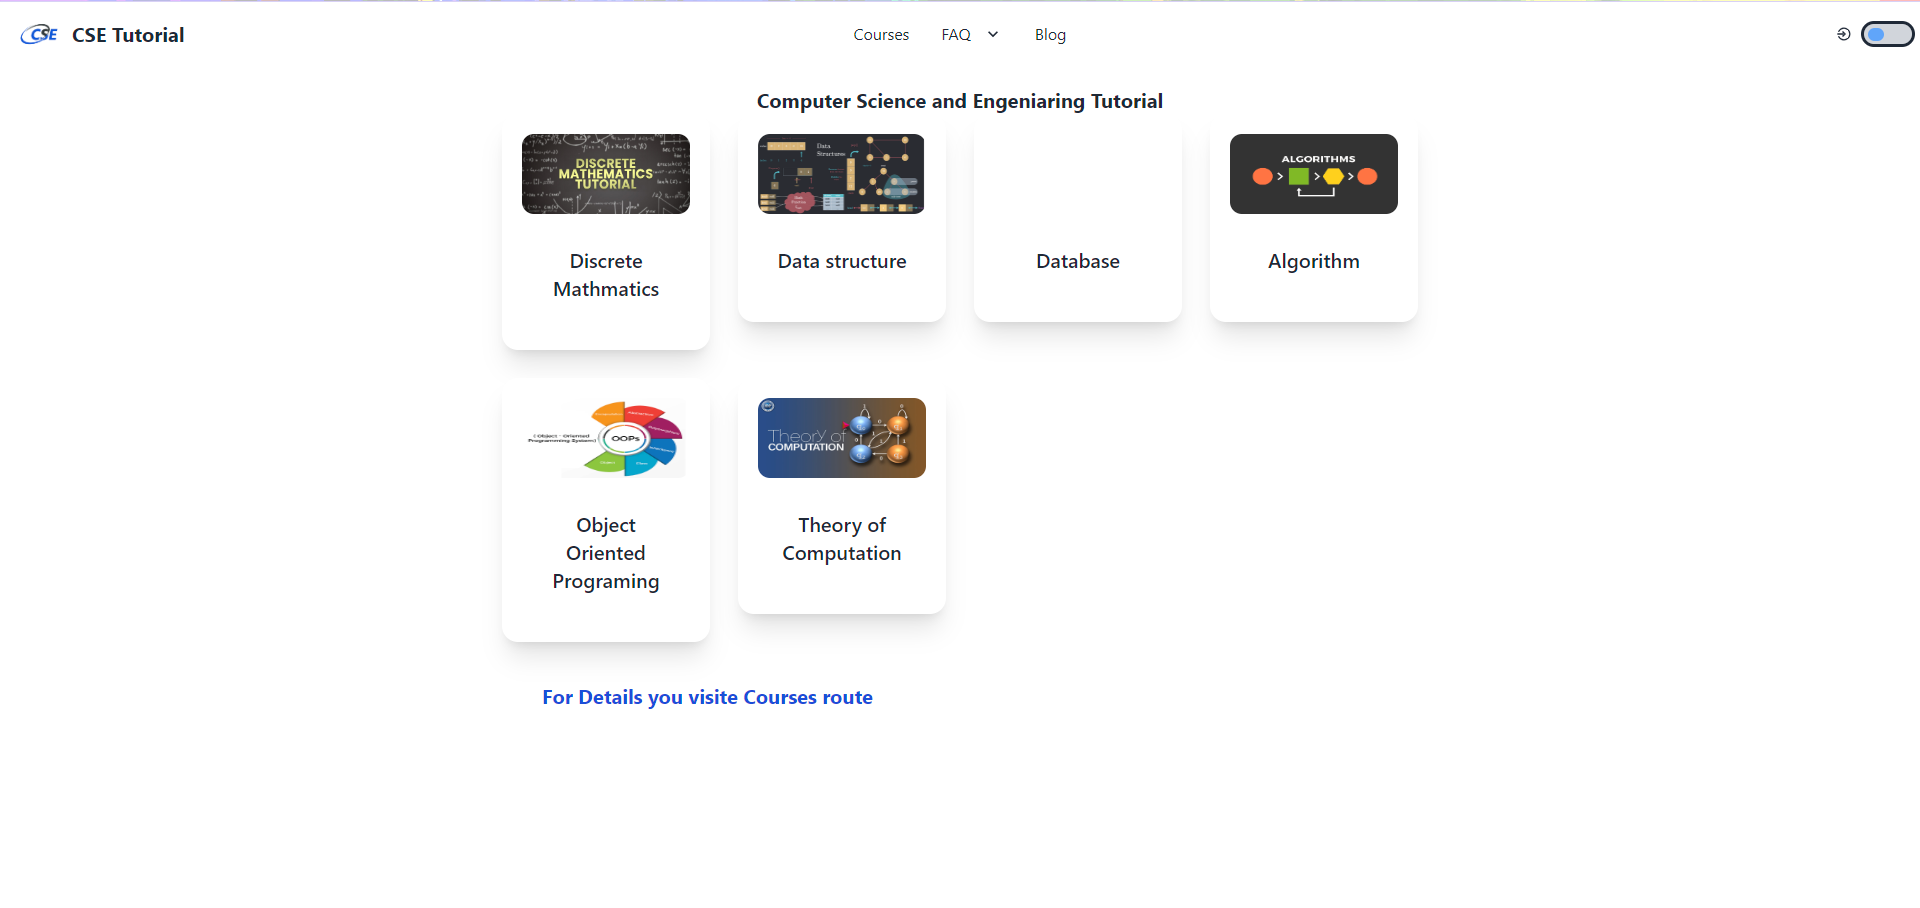 CSE CSE Tutorial Courses FAQ Blog
Computer Science and Engeniaring Tutorial
DISCRETE
MATHEMATICS
TUTORIAL
Data
Structures
ALGORITHMS
Discrete
Mathmatics
Data structure
Database
Algorithm
(Object - Oriented
Programming System)
OOPs
Theory of
COMPUTATION
Object
Oriented
Programing
Theory of
Computation
For Details you visite Courses route